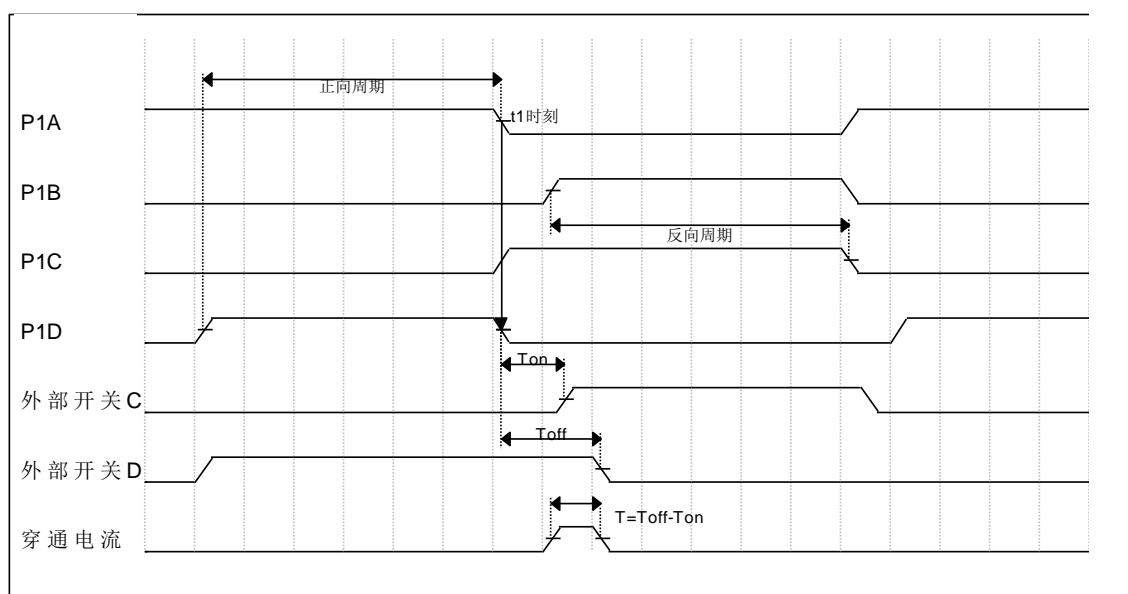 正向周期
P1A
t1时刻
P1B
反向周期
P1C
P1D
Ton
外部开关C
Toff
外部开关D
T=Toff-Ton
穿通电流